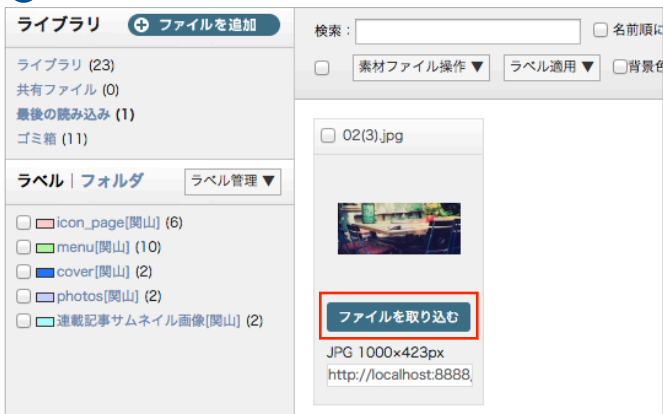 ライブラリ
ファイルを追加
ライブラリ (23)
共有ファイル (0)
最後の読み込み (1)
ゴミ箱 (11)
ラベル｜フォルダ
ラベル管理 ▼
icon_page[関山] (6)
menu[関山] (10)
cover[関山] (2)
photos[関山] (2)
連載記事サムネイル画像[関山] (2)
検索：
名前順に
素材ファイル操作 ▼
ラベル適用 ▼
背景色
02(3).jpg
ファイルを取り込む
JPG 1000×423px
http://localhost:8888,